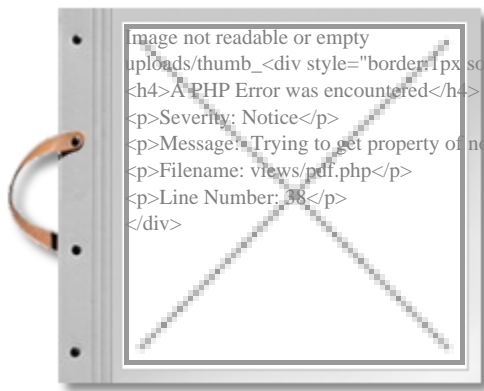 Image not readable or empty
uploads/thumb_<div style="border:1px so
<h4>A PHP Error was encountered</h4>
<p>Severity: Notice</p>
<p>Message: Trying to get property of no
<p>Filename: views/pdf.php</p>
<p>Line Number: 38</p>
</div>